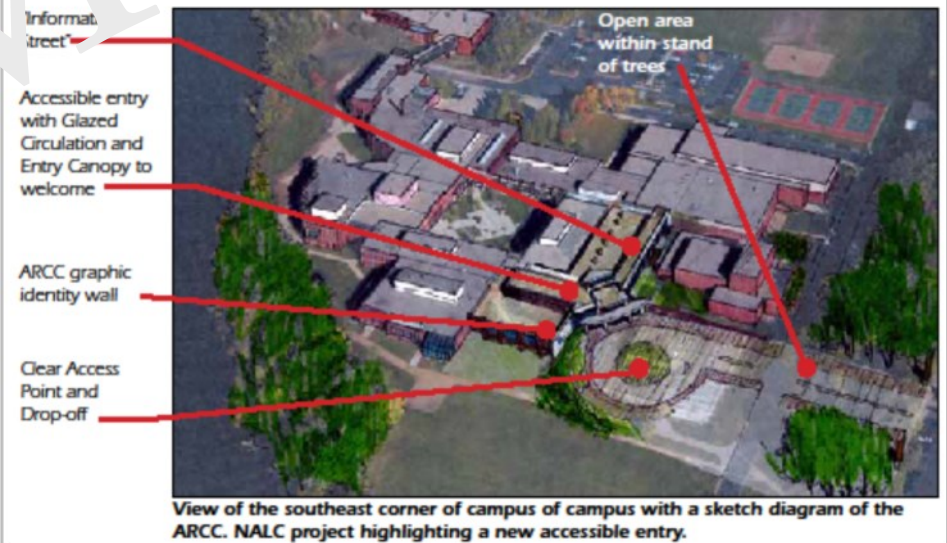 "Informati
Street"
Accessible entry
with Glazed
Circulation and
Entry Canopy to
welcome
ARCC graphic
identity wall
Clear Access
Point and
Drop-off
Open area
within stand
of trees
View of the southeast corner of campus of campus with a sketch diagram of the
ARCC. NALC project highlighting a new accessible entry.